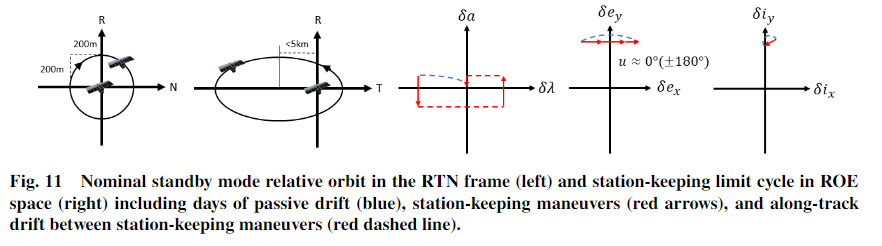 R
200m
200m
N
R
<5km
T
δa
δλ
δe_y
u ≈ 0°(±180°)
δe_x
δi_y
δi_x
Fig. 11 Nominal standby mode relative orbit in the RTN frame (left) and station-keeping limit cycle in ROE
space (right) including days of passive drift (blue), station-keeping maneuvers (red arrows), and along-track
drift between station-keeping maneuvers (red dashed line).